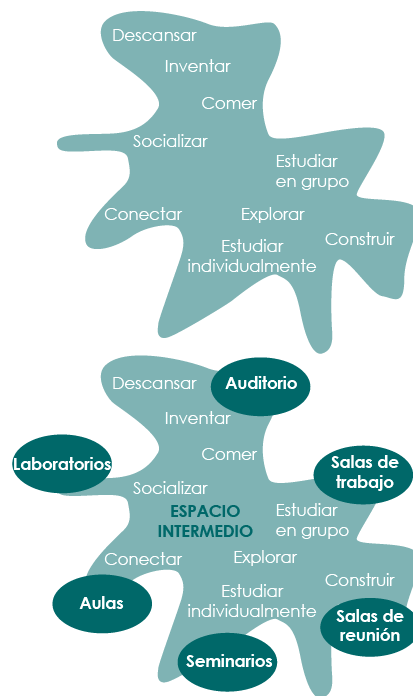 Descansar
Inventar
Comer
Socializar
Estudiar
en grupo
Conectar
Explorar
Construir
Estudiar
individualmente
Descansar
Auditorio
Inventar
Comer
Laboratorios
Salas de
trabajo
Socializar
ESPACIO
INTERMEDIO
Estudiar
en grupo
Conectar
Explorar
Construir
Estudiar
individualmente
Aulas
Salas de
reunión
Seminarios